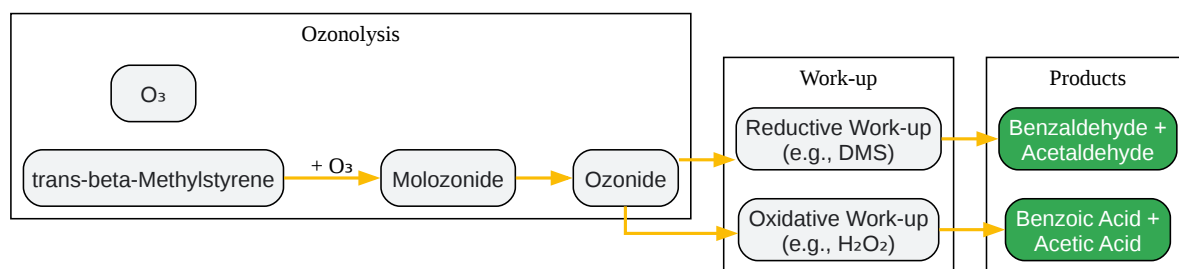 Ozonolysis
O₃
trans-beta-Methylstyrene
+ O₃
Molozonide
Ozonide
Work-up
Reductive Work-up
(e.g., DMS)
Oxidative Work-up
(e.g., H₂O₂)
Products
Benzaldehyde +
Acetaldehyde
Benzoic Acid +
Acetic Acid